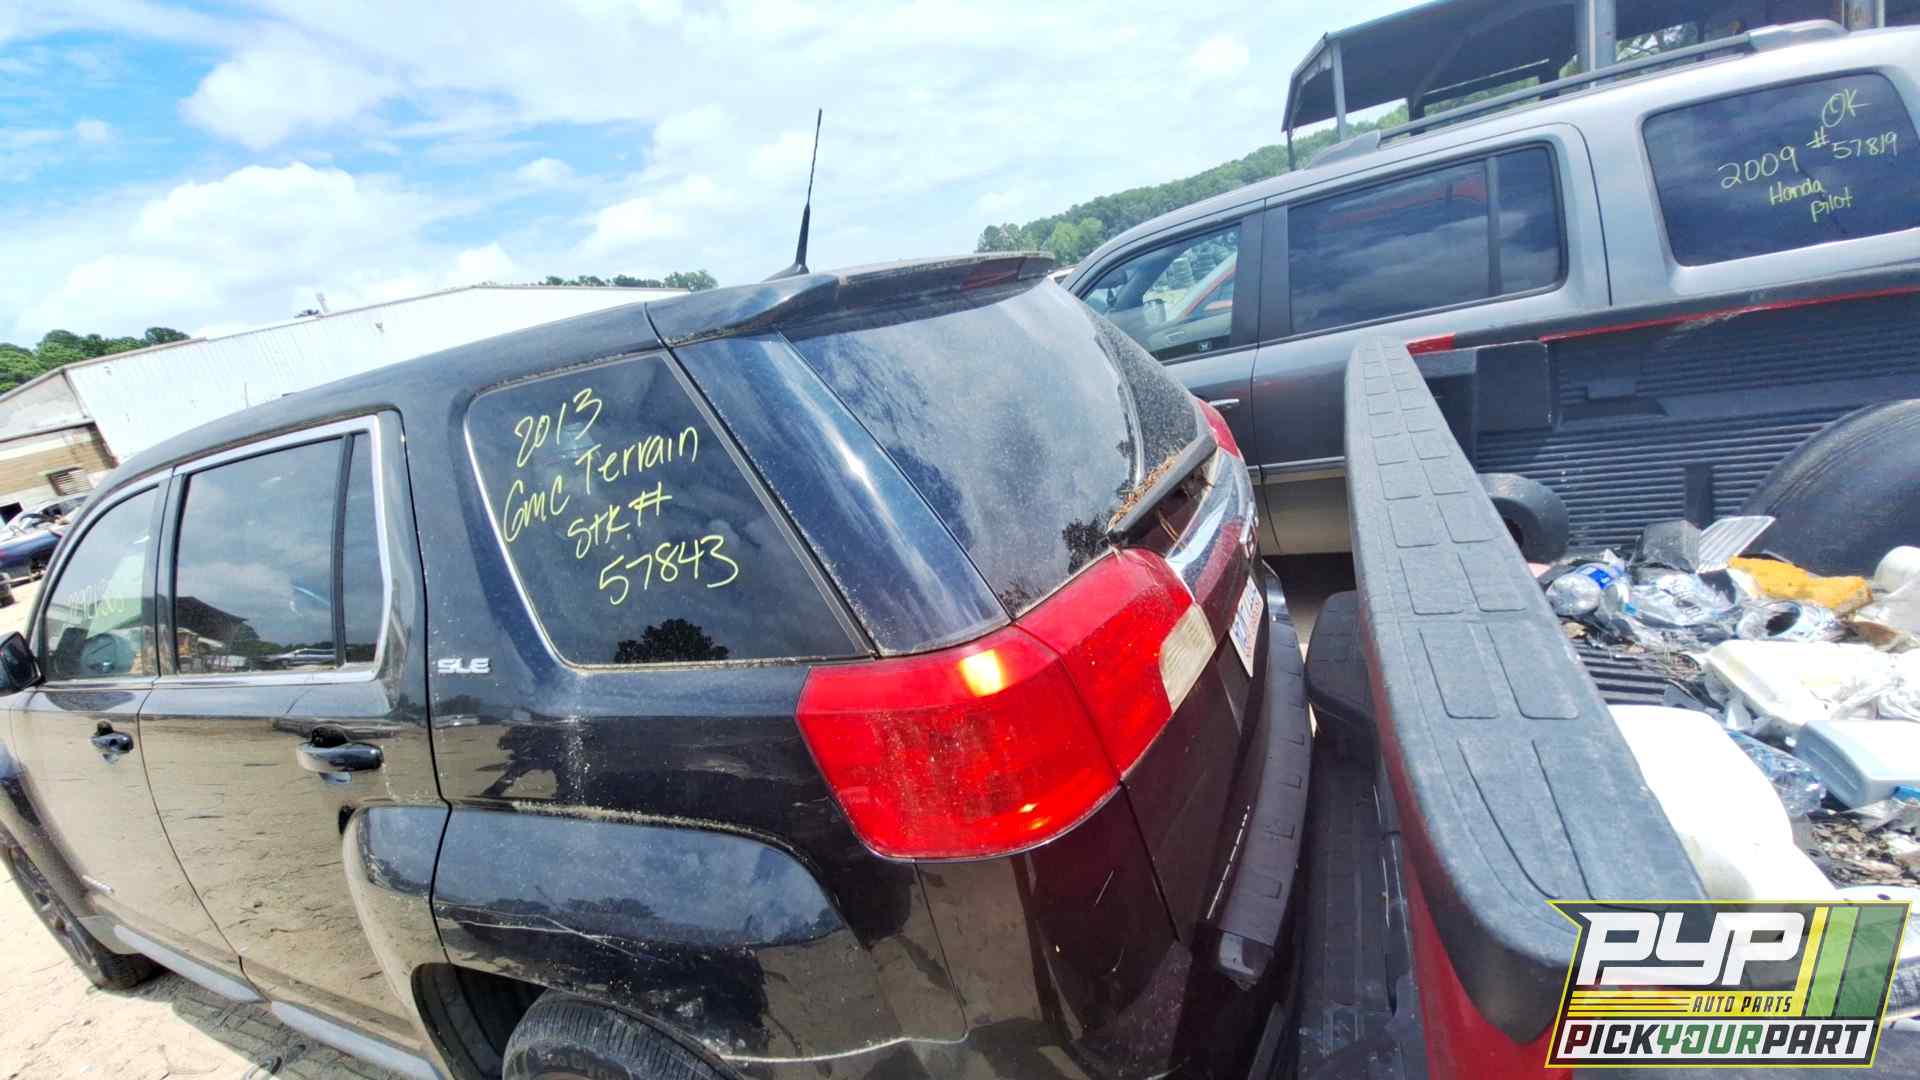 2013
GMC Terrain
Stk.#
57843
SLE
OK
2009 #57819
Honda
Pilot
PYP
AUTO PARTS
PICKYOURPART